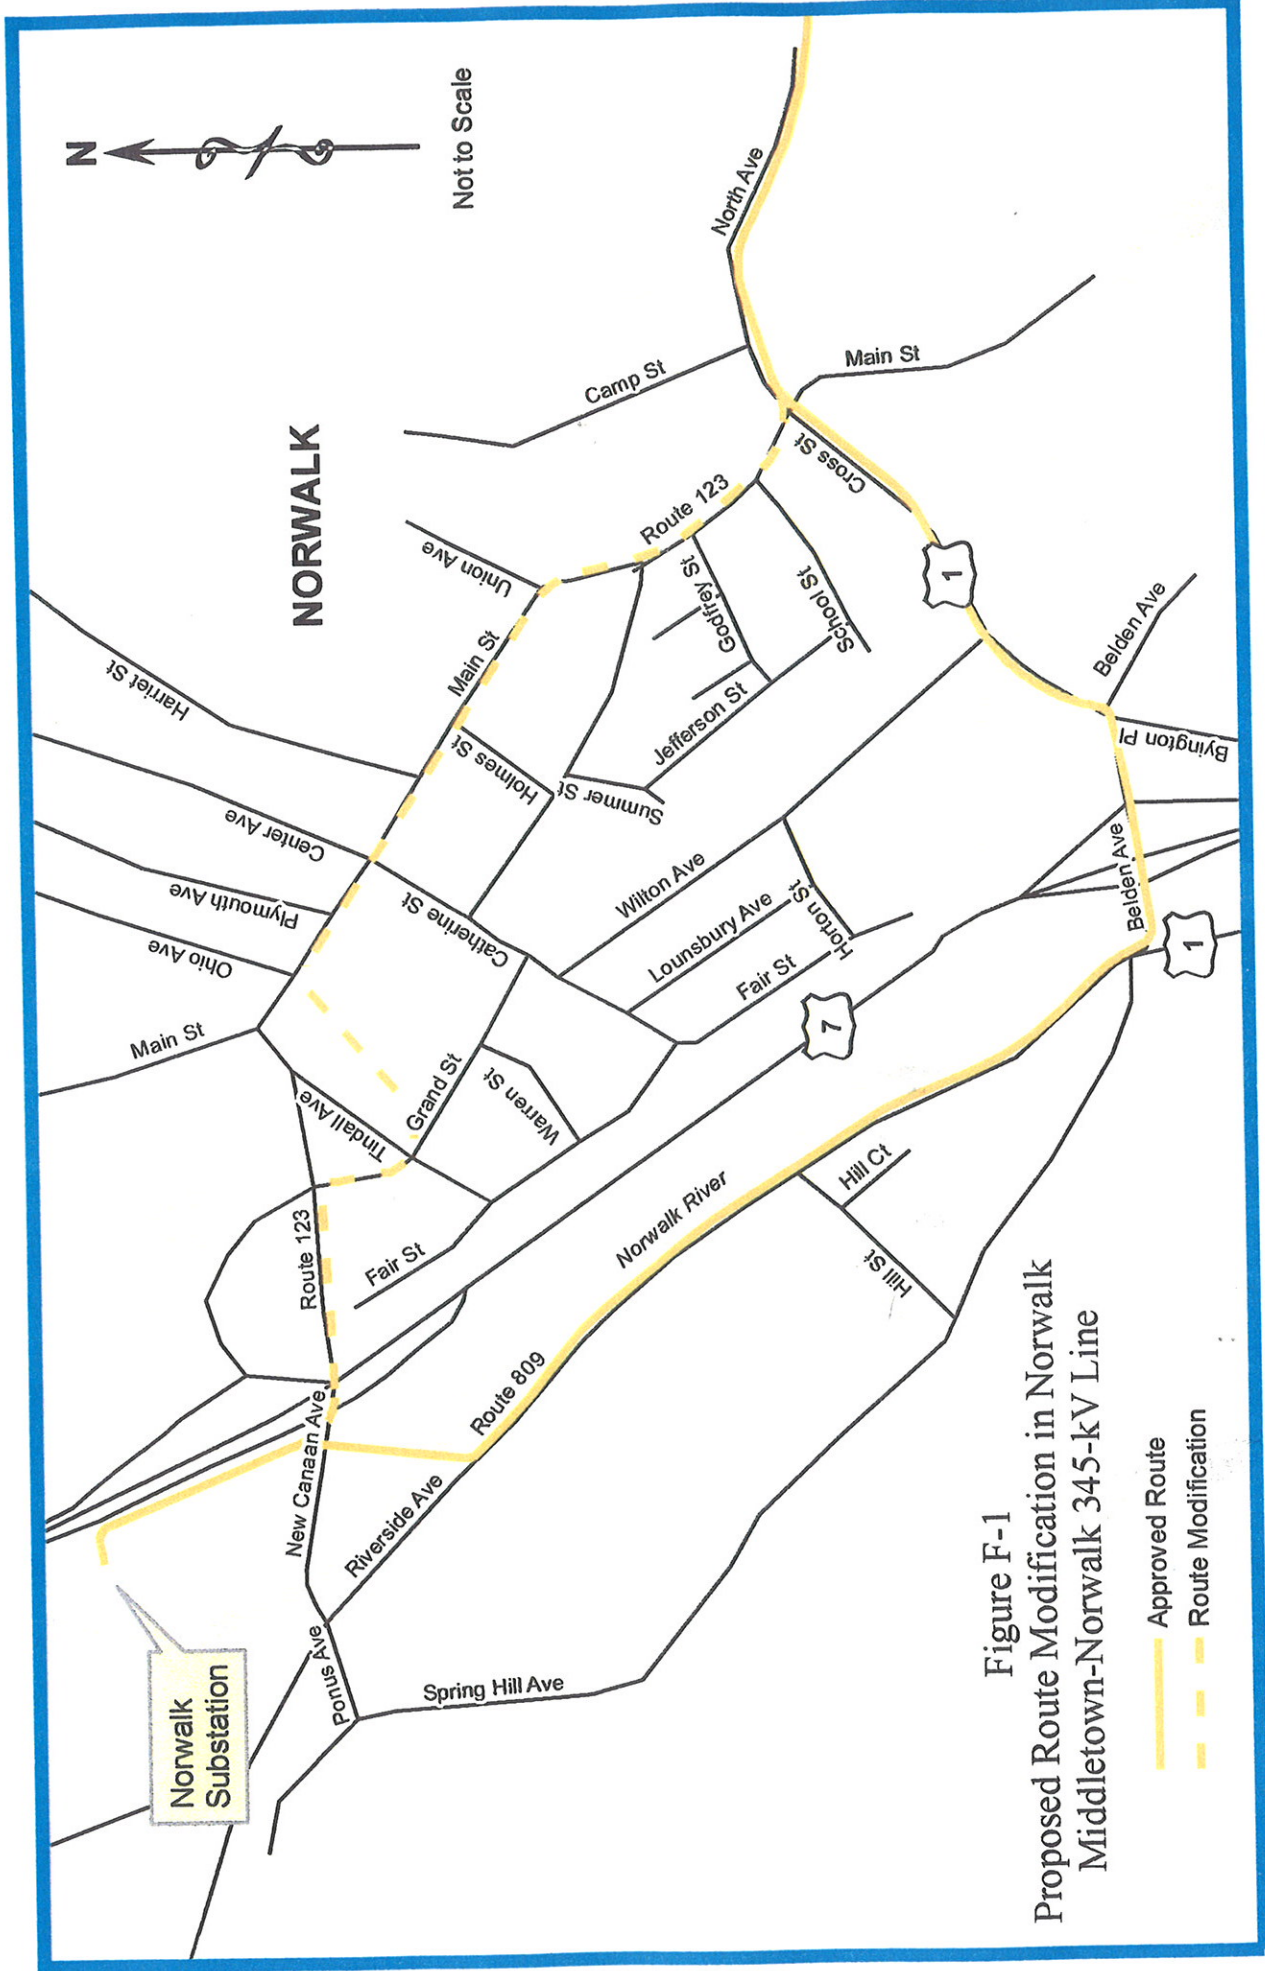 N
Not to Scale
NORWALK
Norwalk
Substation
North Ave
Camp St
Main St
Cross St
Route 123
Union Ave
Main St
Harriet St
Center Ave
Plymouth Ave
Ohio Ave
Main St
Holmes St
Summer St
Godfrey St
School St
Jefferson St
Catherine St
Wilton Ave
Lounsbury Ave
Horton St
Fair St
Grand St
Warren St
Tindall Ave
Route 123
Fair St
New Canaan Ave
Riverside Ave
Ponus Ave
Spring Hill Ave
Route 809
Norwalk River
Hill Ct
Hill St
7
1
1
Belden Ave
Belden Ave
Byington Pl
Figure F-1
Proposed Route Modification in Norwalk
Middletown-Norwalk 345-kV Line
Approved Route
Route Modification